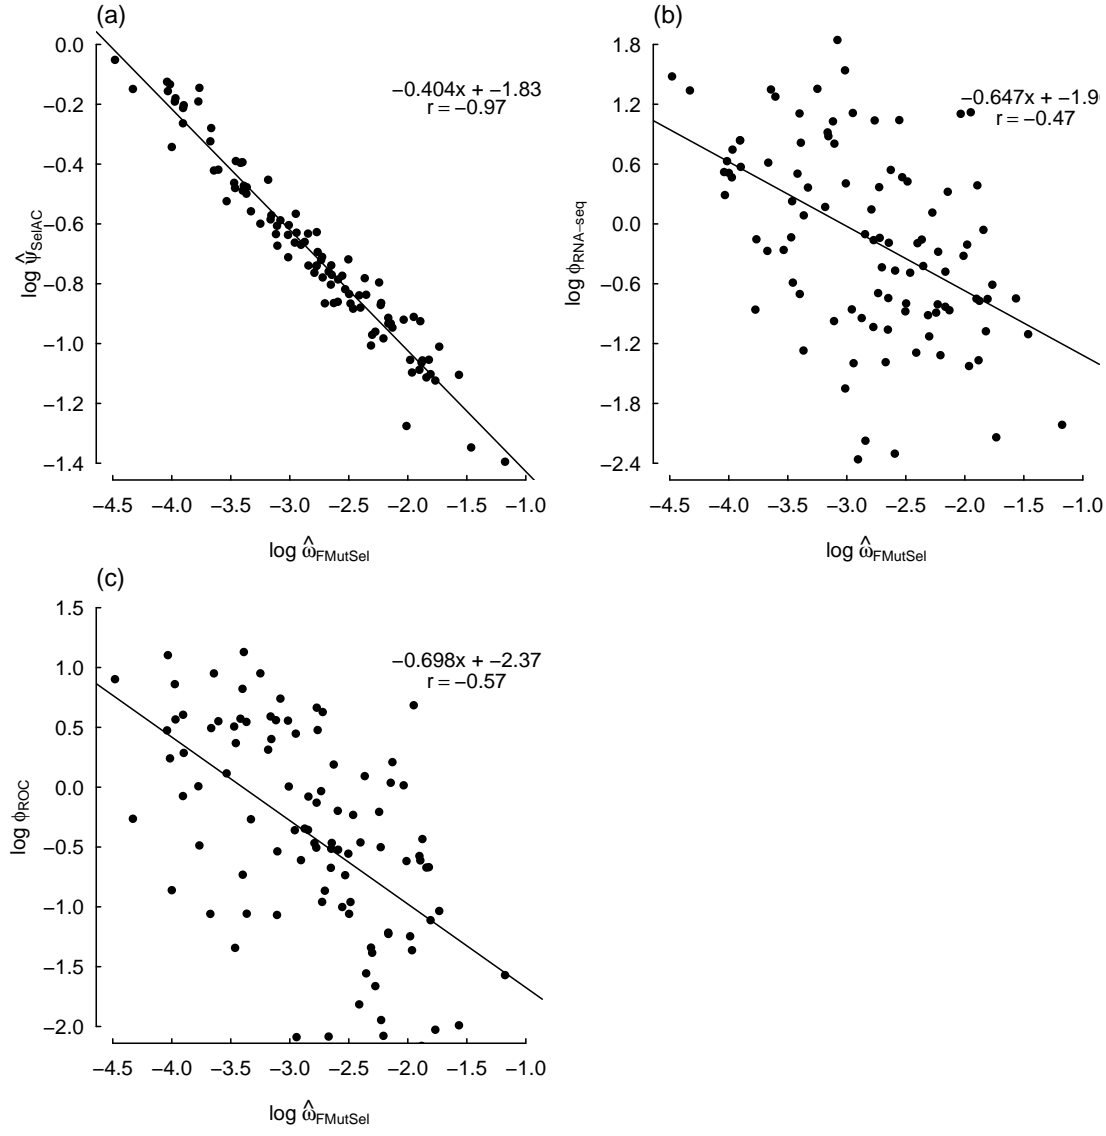 (a)
0.0
−0.2
−0.4
−0.6
−0.8
−1.0
−1.2
−1.4
log ψ̂SelAC
−0.404x + −1.83
r = −0.97
−4.5 −4.0 −3.5 −3.0 −2.5 −2.0 −1.5 −1.0
log ω̂FMutSel
(b)
1.8
1.2
0.6
0.0
−0.6
−1.2
−1.8
−2.4
log ϕRNA−seq
−0.647x + −1.9
r = −0.47
−4.5 −4.0 −3.5 −3.0 −2.5 −2.0 −1.5 −1.0
log ω̂FMutSel
(c)
1.5
1.0
0.5
0.0
−0.5
−1.0
−1.5
−2.0
log ϕROC
−0.698x + −2.37
r = −0.57
−4.5 −4.0 −3.5 −3.0 −2.5 −2.0 −1.5 −1.0
log ω̂FMutSel